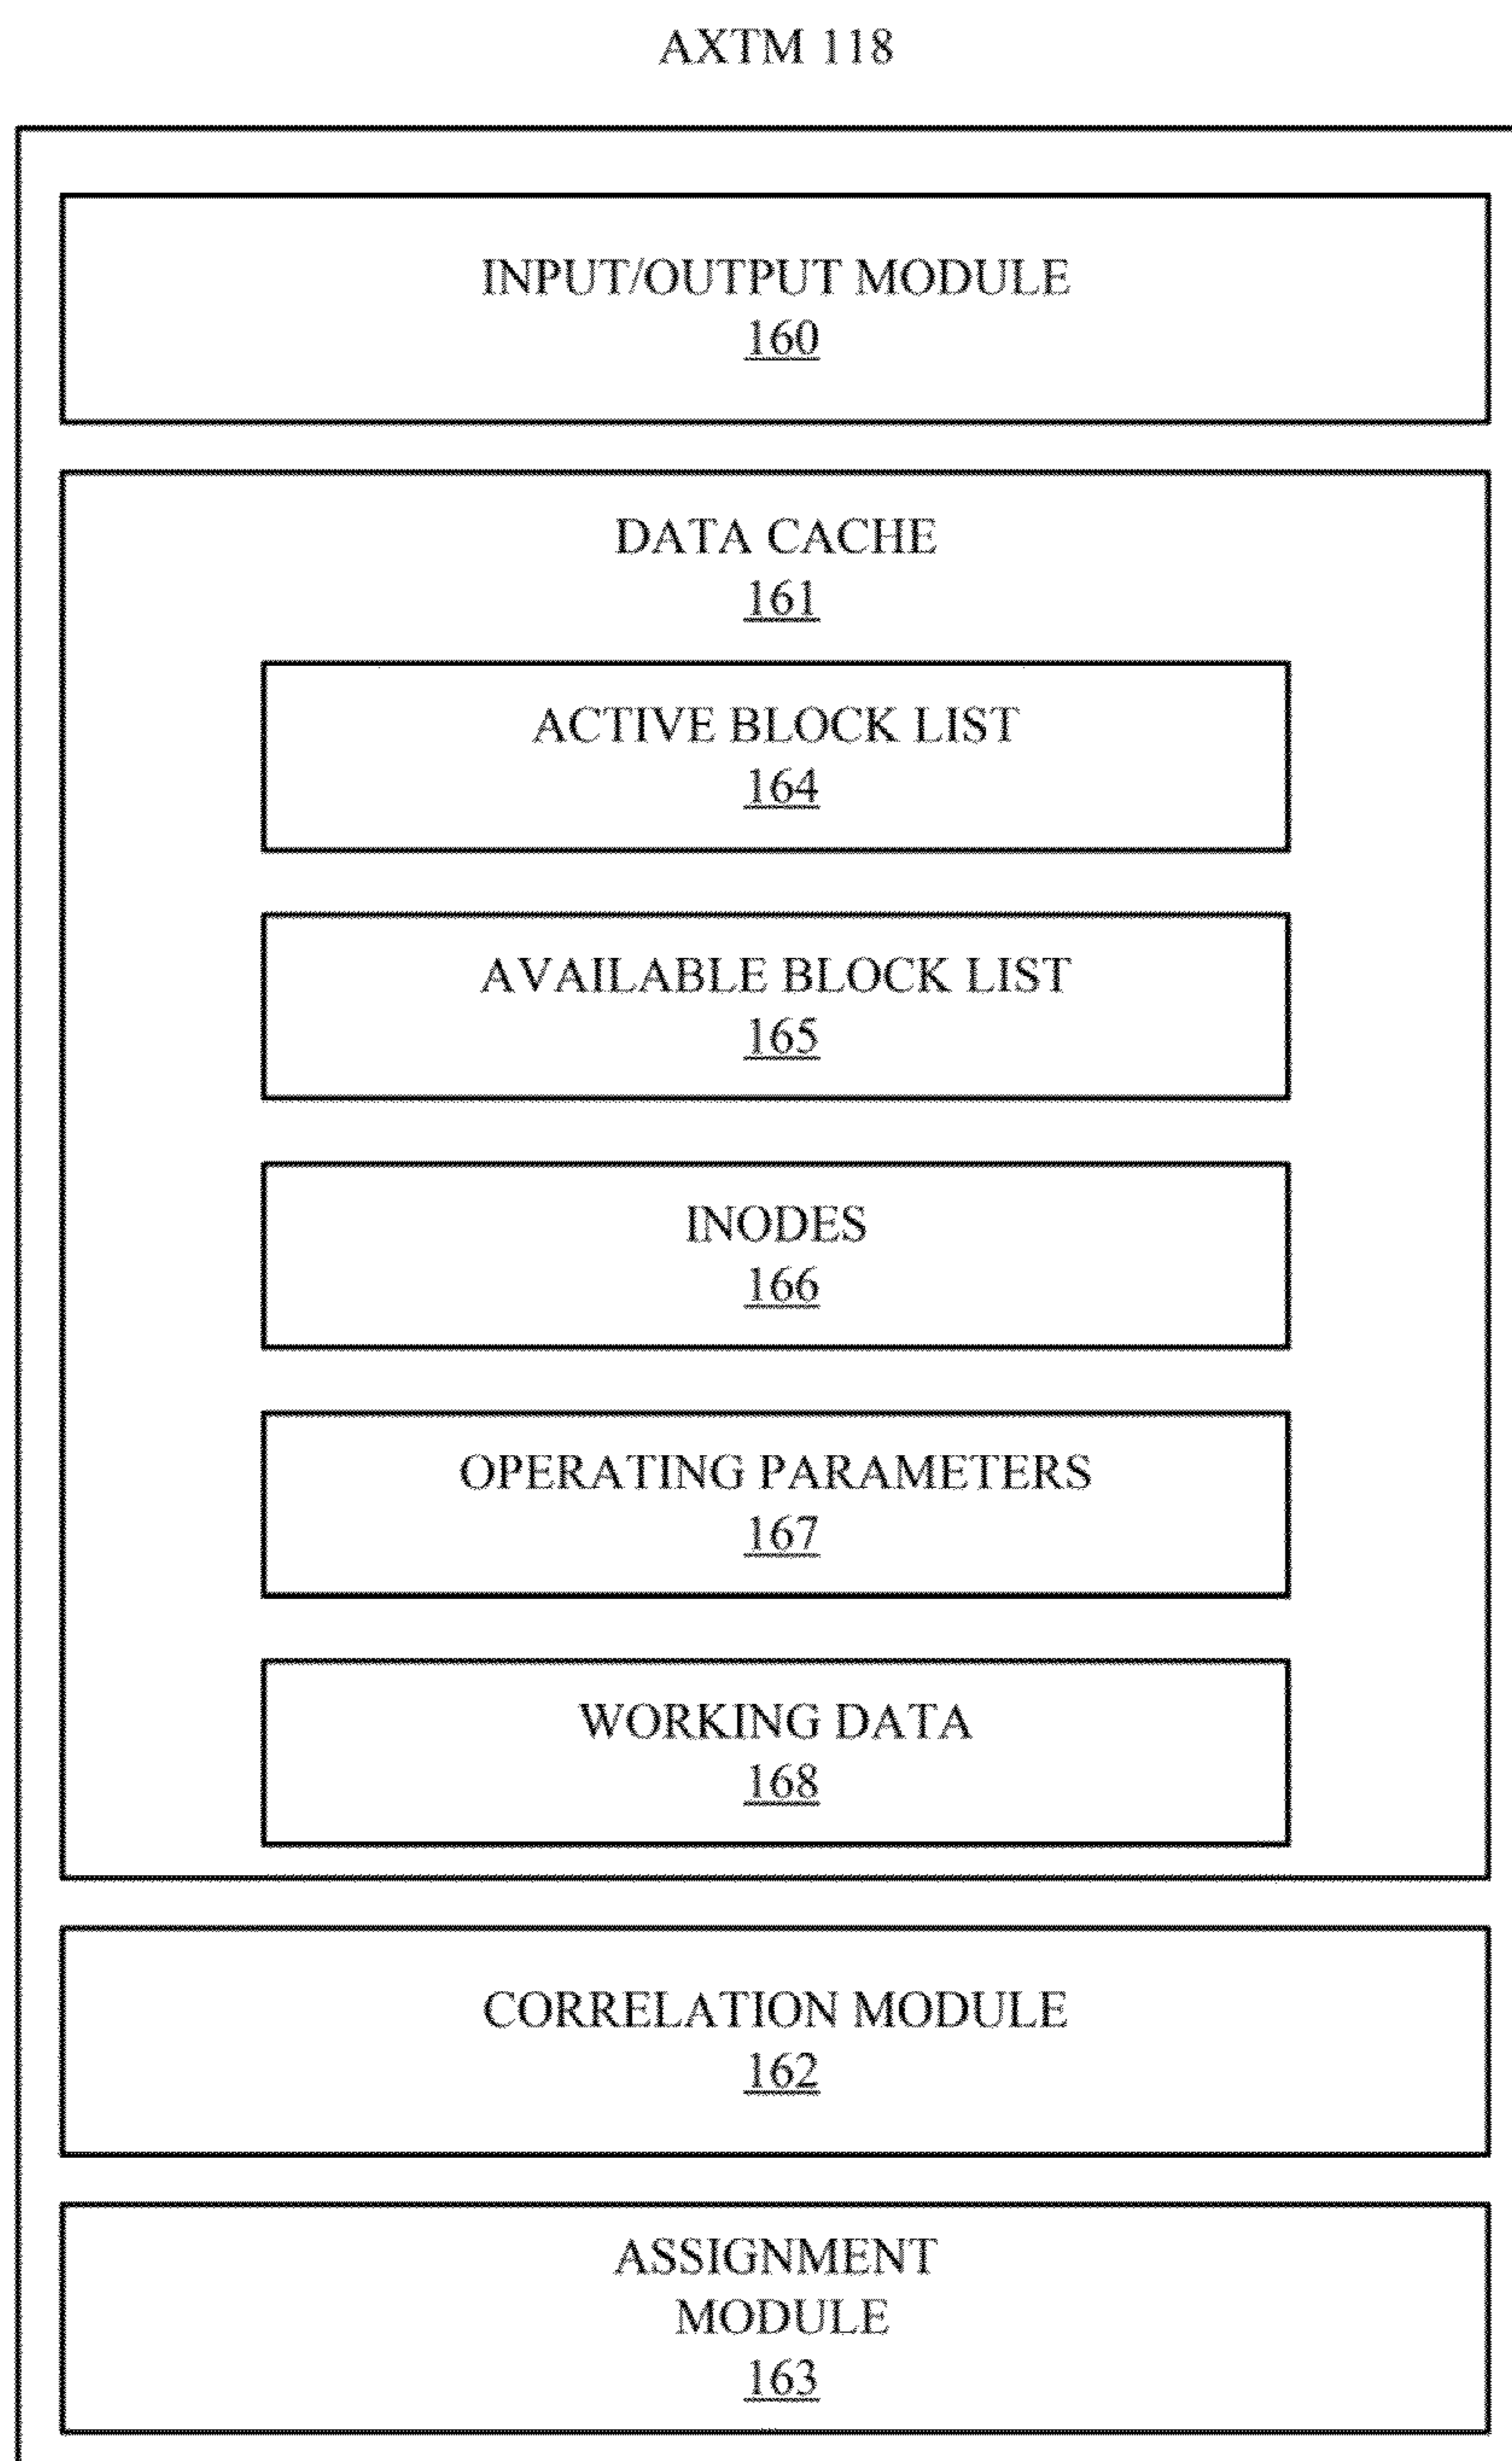 AXTM 118
INPUT/OUTPUT MODULE
160
DATA CACHE
161
ACTIVE BLOCK LIST
164
AVAILABLE BLOCK LIST
165
INODES
166
OPERATING PARAMETERS
167
WORKING DATA
168
CORRELATION MODULE
162
ASSIGNMENT
MODULE
163